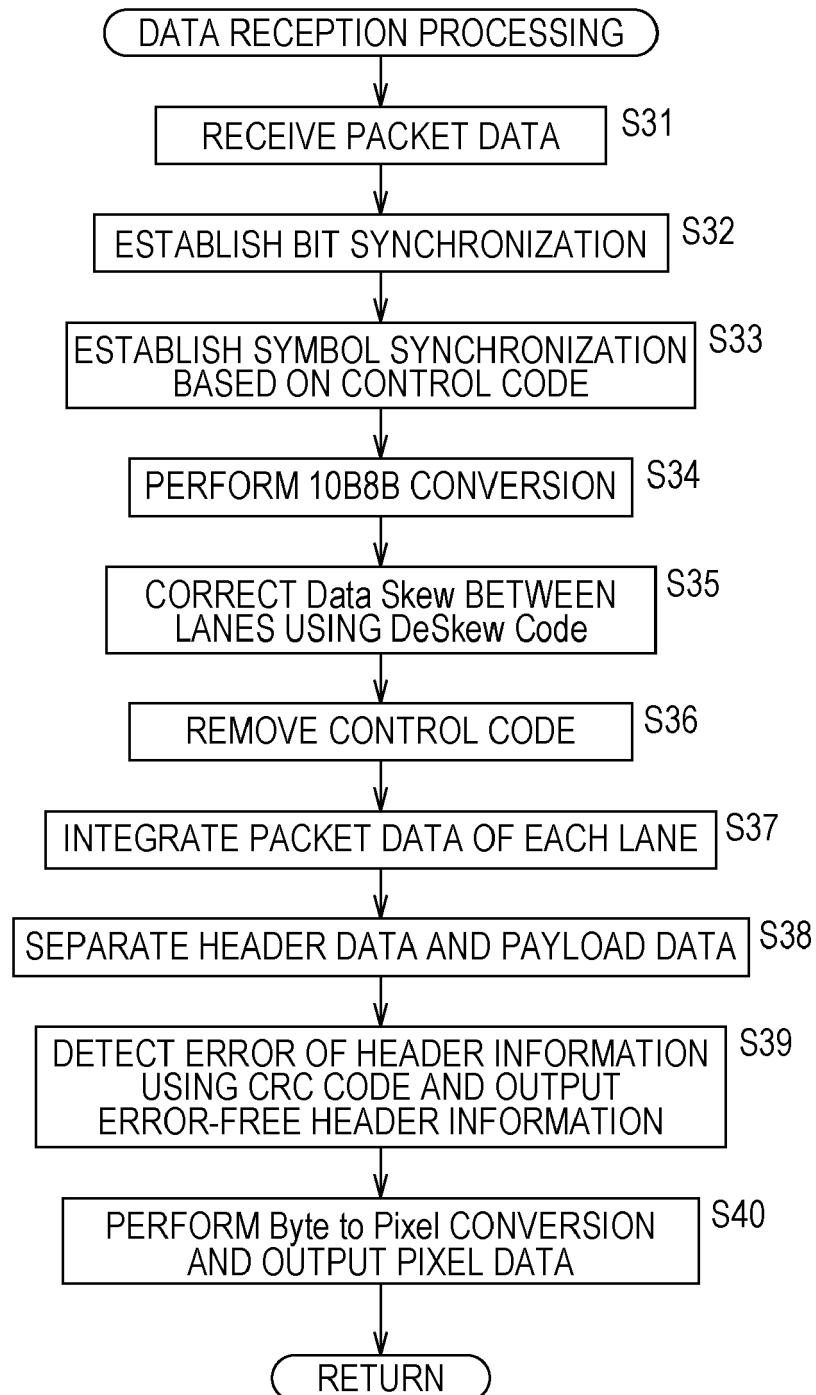 DATA RECEPTION PROCESSING
RECEIVE PACKET DATA
S31
ESTABLISH BIT SYNCHRONIZATION
S32
ESTABLISH SYMBOL SYNCHRONIZATION
BASED ON CONTROL CODE
S33
PERFORM 10B8B CONVERSION
S34
CORRECT Data Skew BETWEEN
LANES USING DeSkew Code
S35
REMOVE CONTROL CODE
S36
INTEGRATE PACKET DATA OF EACH LANE
S37
SEPARATE HEADER DATA AND PAYLOAD DATA
S38
DETECT ERROR OF HEADER INFORMATION
USING CRC CODE AND OUTPUT
ERROR-FREE HEADER INFORMATION
S39
PERFORM Byte to Pixel CONVERSION
AND OUTPUT PIXEL DATA
S40
RETURN